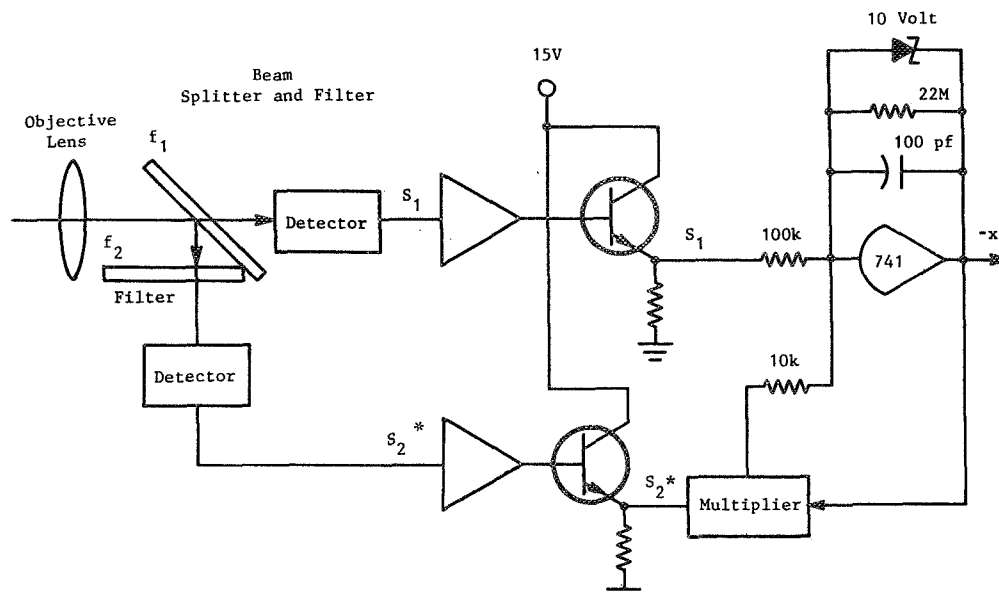 10 Volt
15V
Beam
Splitter and Filter
22M
Objective
Lens
f1
100 pf
S1
Detector
S1
100k
-x
f2
741
Filter
10k
Detector
S2*
S2*
Multiplier